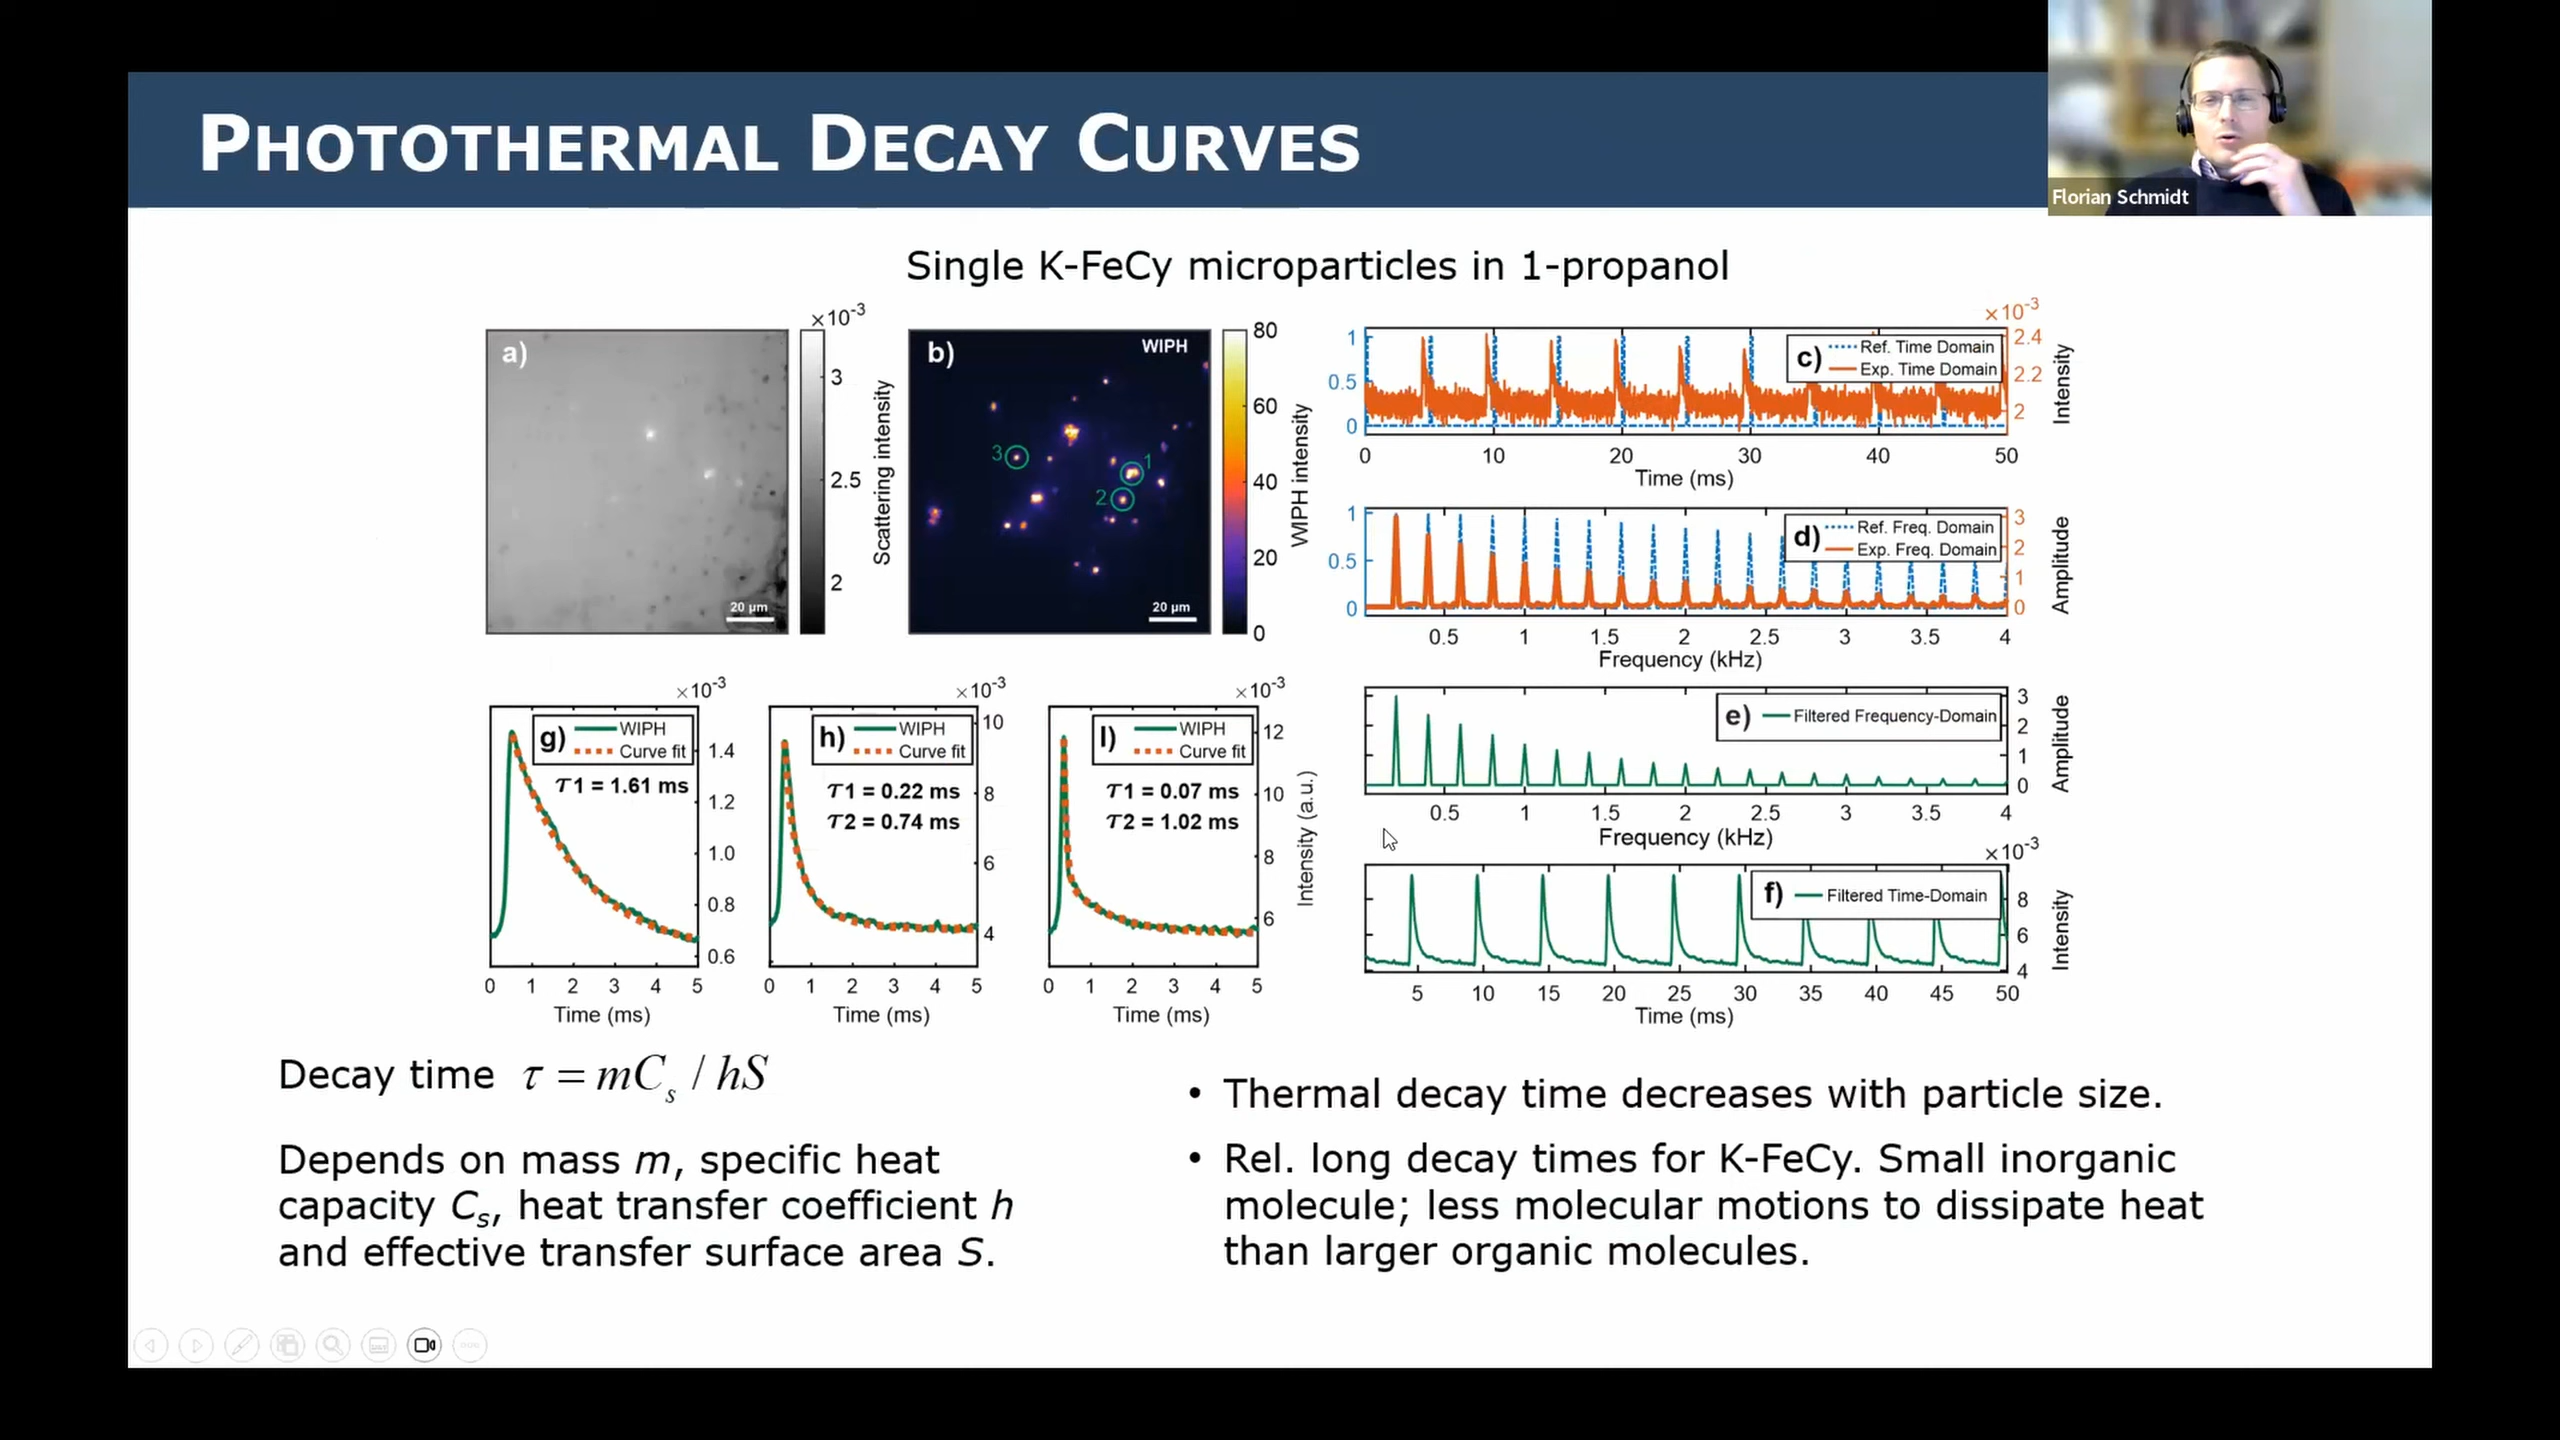 PHOTOTHERMAL DECAY CURVES
Florian Schmidt
Single K-FeCy microparticles in 1-propanol
a)
×10-3
3
2.5
2
Scattering intensity
20 µm
b)
WIPH
3
1
2
20 µm
80
60
40
20
0
WIPH intensity
×10-3
c)
Ref. Time Domain
Exp. Time Domain
1
0.5
0
2.4
2.2
2
Intensity
0 10 20 30 40 50
Time (ms)
d)
Ref. Freq. Domain
Exp. Freq. Domain
1
0.5
0
3
2
1
0
Amplitude
0.5 1 1.5 2 2.5 3 3.5 4
Frequency (kHz)
e)
Filtered Frequency-Domain
3
2
1
0
Amplitude
0.5 1 1.5 2 2.5 3 3.5 4
Frequency (kHz)
×10-3
f)
Filtered Time-Domain
8
6
4
Intensity
5 10 15 20 25 30 35 40 45 50
Time (ms)
×10-3
g)
WIPH
Curve fit
τ1 = 1.61 ms
1.4
1.2
1.0
0.8
0.6
0 1 2 3 4 5
Time (ms)
×10-3
h)
WIPH
Curve fit
τ1 = 0.22 ms
τ2 = 0.74 ms
10
8
6
4
0 1 2 3 4 5
Time (ms)
×10-3
I)
WIPH
Curve fit
τ1 = 0.07 ms
τ2 = 1.02 ms
12
10
8
6
Intensity (a.u.)
0 1 2 3 4 5
Time (ms)
Decay time τ = mCs / hS
Depends on mass m, specific heat
capacity Cs, heat transfer coefficient h
and effective transfer surface area S.
• Thermal decay time decreases with particle size.
• Rel. long decay times for K-FeCy. Small inorganic
molecule; less molecular motions to dissipate heat
than larger organic molecules.